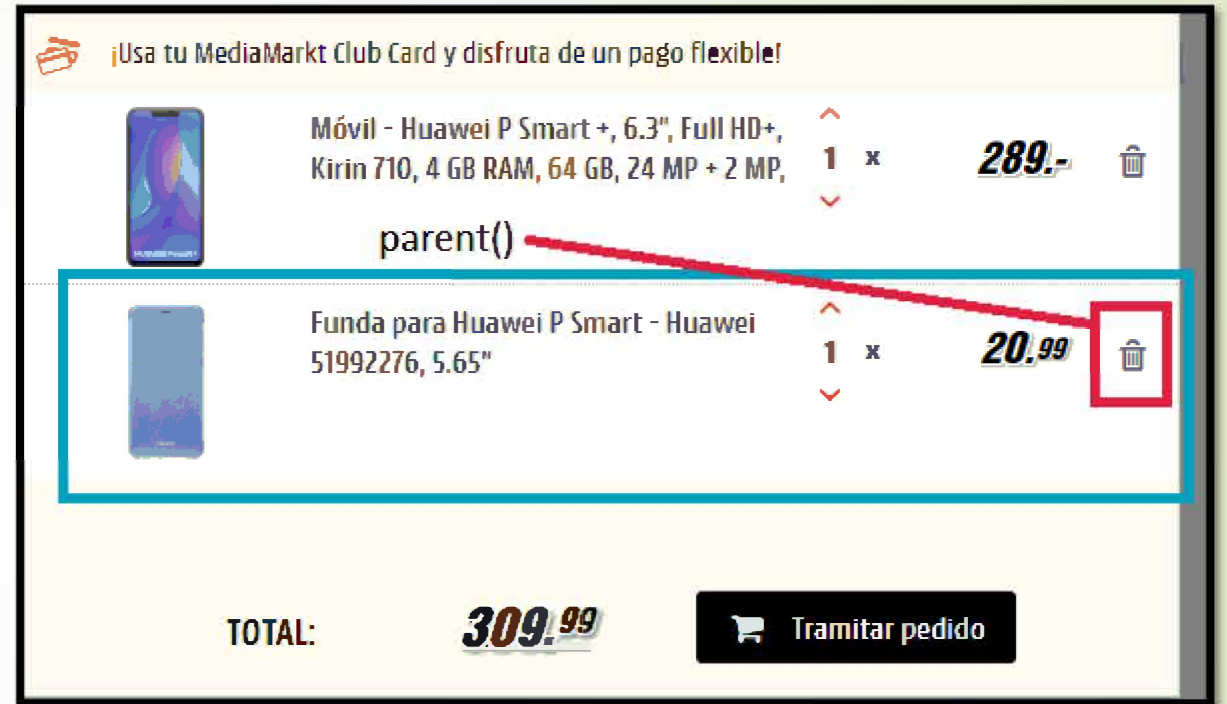 ¡Usa tu MediaMarkt Club Card y disfruta de un pago flexible!
Móvil - Huawei P Smart +, 6.3", Full HD+,
Kirin 710, 4 GB RAM, 64 GB, 24 MP + 2 MP,
1 x
289.-
parent()
Funda para Huawei P Smart - Huawei
51992276, 5.65"
1 x
20.99
TOTAL:
309.99
Tramitar pedido